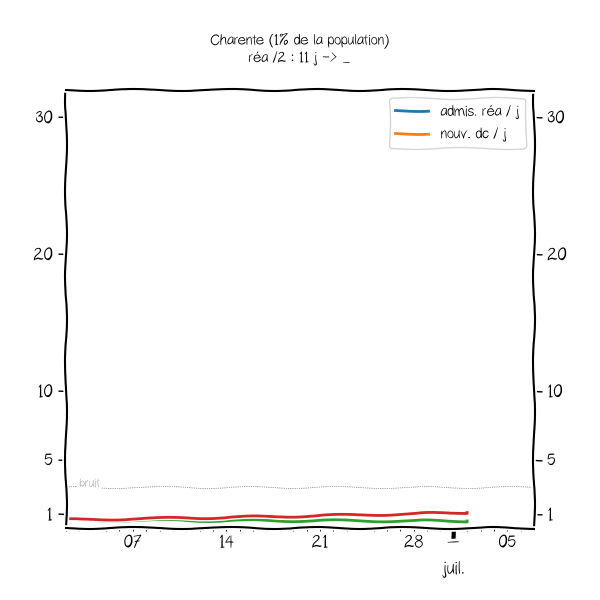 Charente (1% de la population)
réa /2 : 11 j -> _
admis. réa / j
nouv. dc / j
30
30
20
20
10
10
5
5
bruit
1
1
07
14
21
28
05
juil.